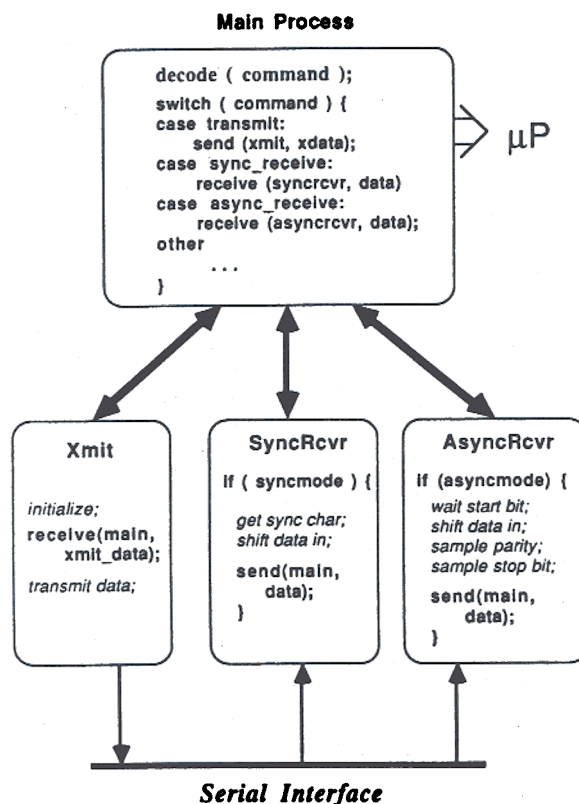 Main Process
decode ( command );
switch ( command ) {
case transmit:
send (xmit, xdata);
case sync_receive:
receive (syncrcvr, data)
case async_receive:
receive (asyncrcvr, data);
other
...
}
μP
Xmit
initialize;
receive(main,
xmit_data);
transmit data;
SyncRcvr
if ( syncmode ) {
get sync char;
shift data in;
send(main,
data);
}
AsyncRcvr
if (asyncmode) {
wait start bit;
shift data in;
sample parity;
sample stop bit;
send(main,
data);
}
Serial Interface